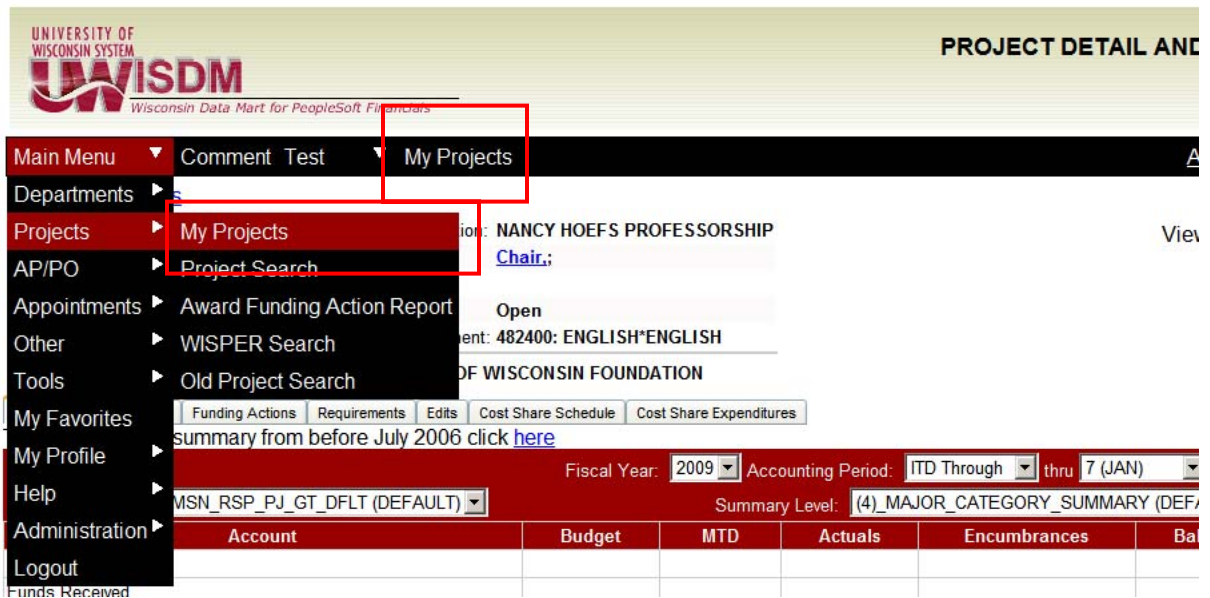 UNIVERSITY OF
WISCONSIN SYSTEM
UWISDM
Wisconsin Data Mart for PeopleSoft Financials
PROJECT DETAIL AND
Main Menu Comment Test My Projects
Departments
Projects My Projects NANCY HOEFS PROFESSORSHIP View
AP/PO Project Search Chair,;
Appointments Award Funding Action Report Open
Other WISPER Search 482400: ENGLISH*ENGLISH
Tools Old Project Search OF WISCONSIN FOUNDATION
My Favorites Funding Actions Requirements Edits Cost Share Schedule Cost Share Expenditures
summary from before July 2006 click here
My Profile Fiscal Year: 2009 Accounting Period: ITD Through thru 7 (JAN)
Help MSN_RSP_PJ_GT_DFLT (DEFAULT) Summary Level: (4)_MAJOR_CATEGORY_SUMMARY (DEFA
Administration Account Budget MTD Actuals Encumbrances Bal
Logout
Funds Received